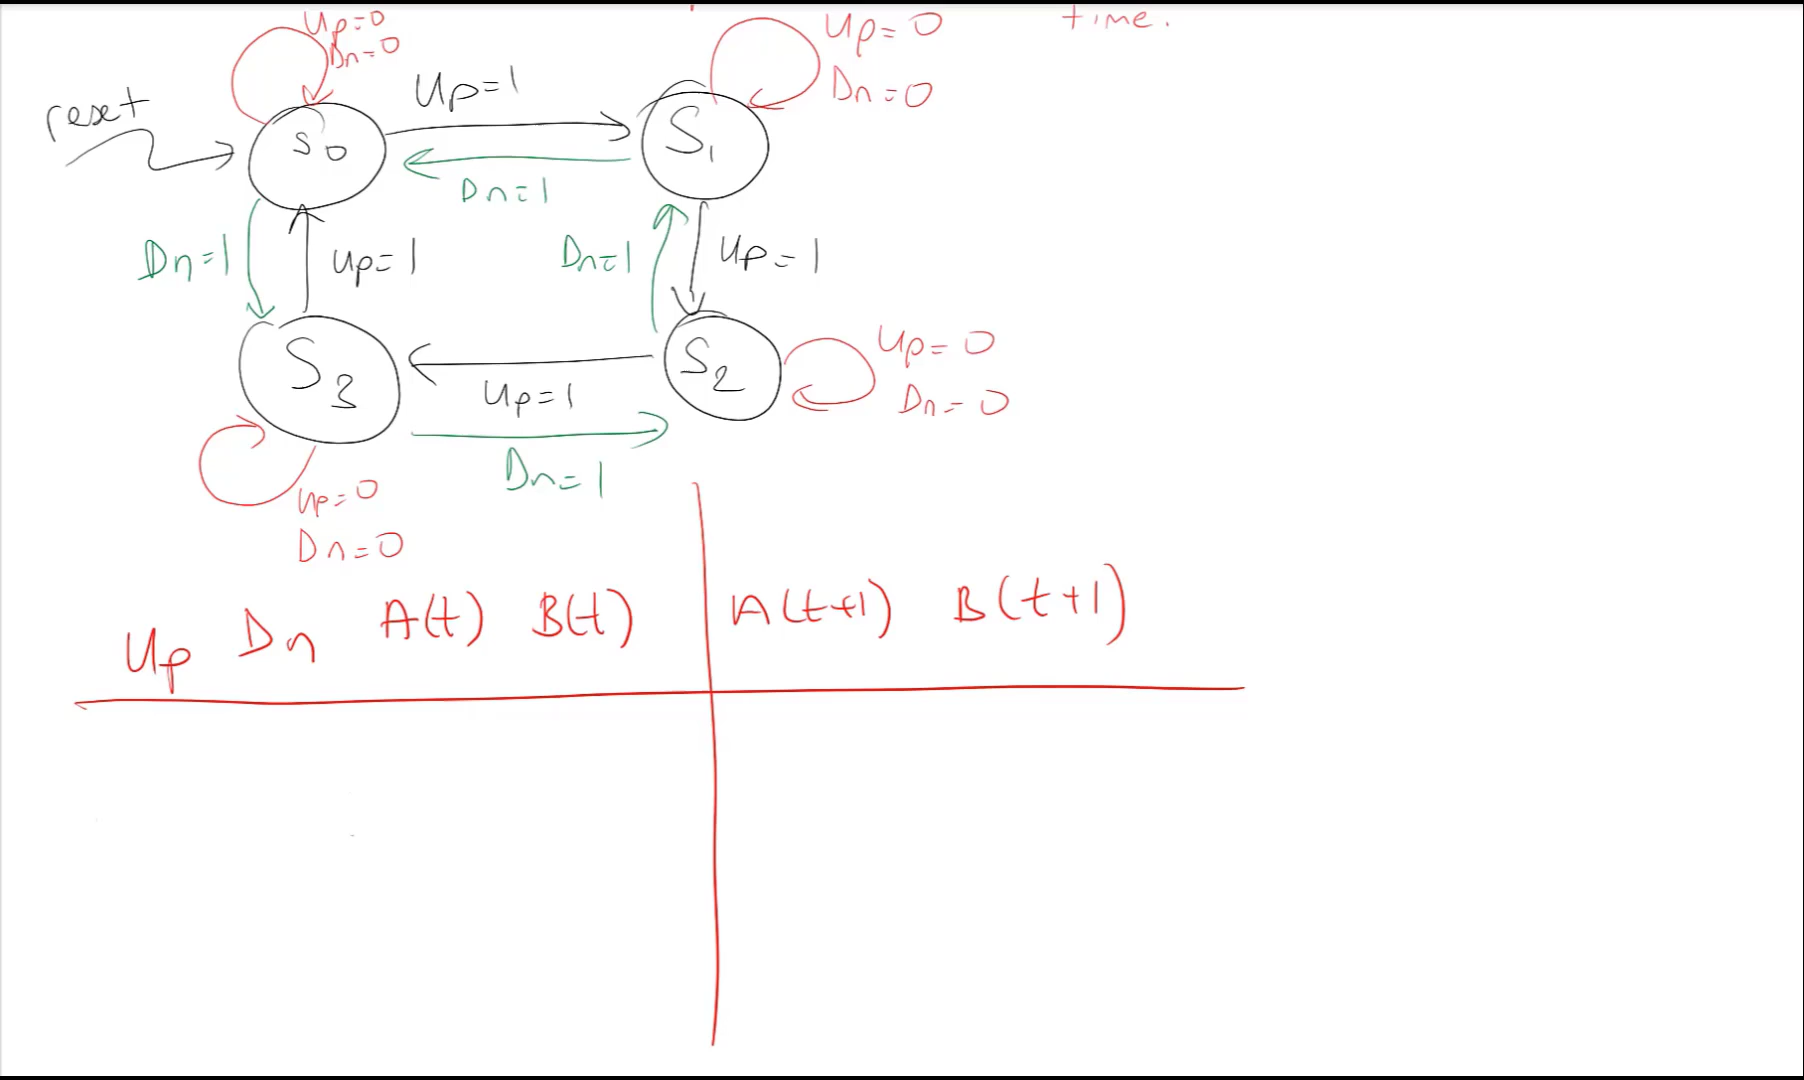 Up=0
Dn=0
Up=0
time.
Dn=0
reset
Up=1
S0
S1
Dn=1
Dn=1
Up=1
Dn=1
Up=1
S3
S2
Up=0
Dn=0
Up=1
Dn=1
Up=0
Dn=0
Up Dn A(t) B(t) A(t+1) B(t+1)